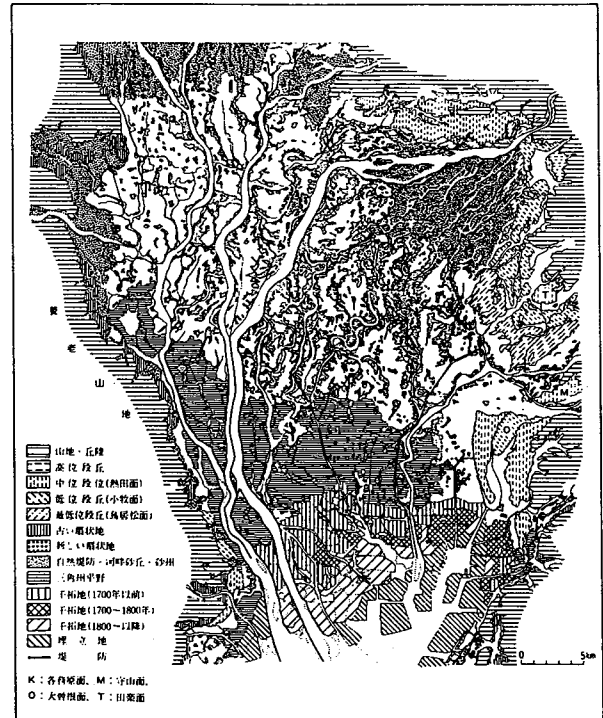 養
老
山
地
山地・丘陵
高位段丘
中位段位(熱田面)
低位段丘(小牧面)
最低位段丘(鳥居松面)
古い扇状地
新しい扇状地
自然堤防・河畔砂丘・砂州
三角州平野
干拓地(1700年以前)
干拓地(1700~1800年)
干拓地(1800~以降)
埋立地
堤防
K:各務原面、M:守山面、
O:大曽根面、T:田楽面
K
T
M
O
0 5km